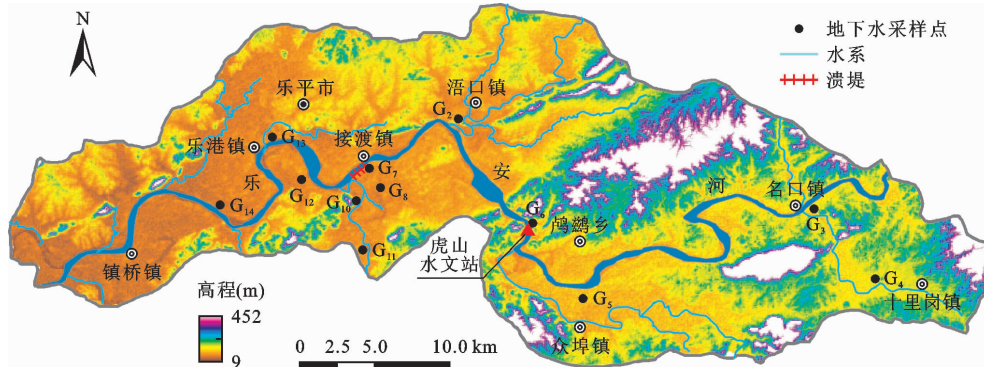 N
地下水采样点
水系
溃堤
乐平市
浯口镇
G2
接渡镇
乐港镇
G13
G7
安
乐
G12
G8
河
名口镇
G14
G10
G6
鸬鹚乡
G3
虎山
水文站
G11
镇桥镇
G4
十里岗镇
高程(m)
452
9
G5
众埠镇
0 2.5 5.0 10.0 km